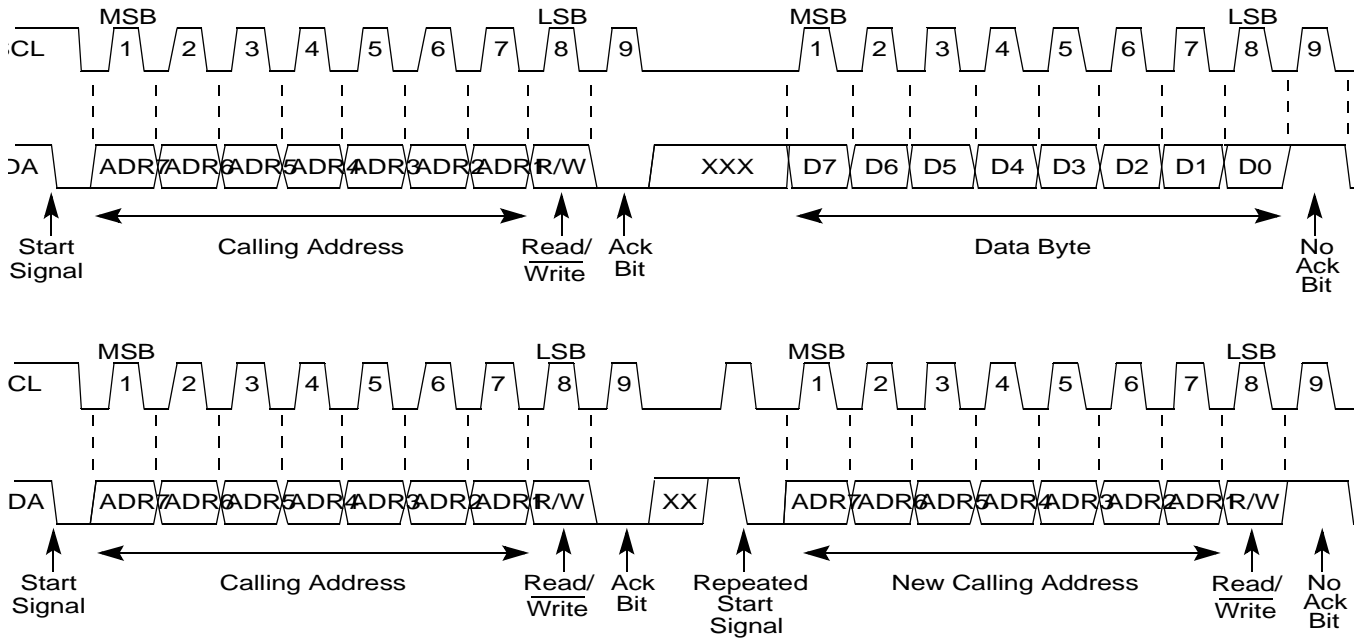 MSB LSB MSB LSB
CL 1 2 3 4 5 6 7 8 9 1 2 3 4 5 6 7 8 9
DA ADR7 ADR6 ADR5 ADR4 ADR3 ADR2 ADR1 R/W XXX D7 D6 D5 D4 D3 D2 D1 D0
Start Calling Address Read/ Ack Data Byte No
Signal Write Bit Ack
Bit
MSB LSB MSB LSB
CL 1 2 3 4 5 6 7 8 9 1 2 3 4 5 6 7 8 9
DA ADR7 ADR6 ADR5 ADR4 ADR3 ADR2 ADR1 R/W XX ADR7 ADR6 ADR5 ADR4 ADR3 ADR2 ADR1 R/W
Start Calling Address Read/ Ack Repeated New Calling Address Read/ No
Signal Write Bit Start Write Ack
Signal Bit